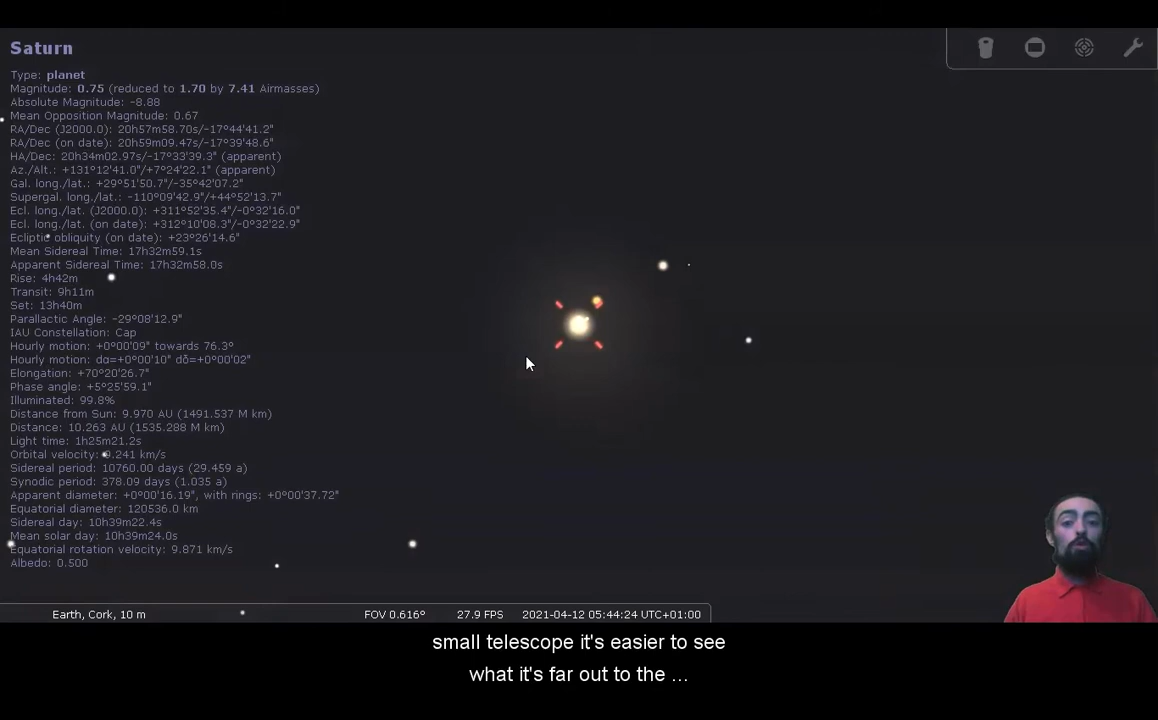 Saturn
Type: planet
Magnitude: 0.75 (reduced to 1.70 by 7.41 Airmasses)
Absolute Magnitude: -8.88
Mean Opposition Magnitude: 0.67
RA/Dec (J2000.0): 20h57m58.70s/-17°44'41.2"
RA/Dec (on date): 20h59m09.47s/-17°39'48.6"
HA/Dec: 20h34m02.97s/-17°33'39.3" (apparent)
Az./Alt.: +131°12'41.0"/+7°24'22.1" (apparent)
Gal. long./lat.: +29°51'50.7"/-35°42'07.2"
Supergal. long./lat.: -110°09'42.9"/+44°52'13.7"
Ecl. long./lat. (J2000.0): +311°52'35.4"/-0°32'16.0"
Ecl. long./lat. (on date): +312°10'08.3"/-0°32'22.9"
Ecliptic obliquity (on date): +23°26'14.6"
Mean Sidereal Time: 17h32m59.1s
Apparent Sidereal Time: 17h32m58.0s
Rise: 4h42m
Transit: 9h11m
Set: 13h40m
Parallactic Angle: -29°08'12.9"
IAU Constellation: Cap
Hourly motion: +0°00'09" towards 76.3°
Hourly motion: dα=+0°00'10" dδ=+0°00'02"
Elongation: +70°20'26.7"
Phase angle: +5°25'59.1"
Illuminated: 99.8%
Distance from Sun: 9.970 AU (1491.537 M km)
Distance: 10.263 AU (1535.288 M km)
Light time: 1h25m21.2s
Orbital velocity: 9.241 km/s
Sidereal period: 10760.00 days (29.459 a)
Synodic period: 378.09 days (1.035 a)
Apparent diameter: +0°00'16.19", with rings: +0°00'37.72"
Equatorial diameter: 120536.0 km
Sidereal day: 10h39m22.4s
Mean solar day: 10h39m24.0s
Equatorial rotation velocity: 9.871 km/s
Albedo: 0.500
Earth, Cork, 10 m FOV 0.616° 27.9 FPS 2021-04-12 05:44:24 UTC+01:00
small telescope it's easier to see
what it's far out to the ...